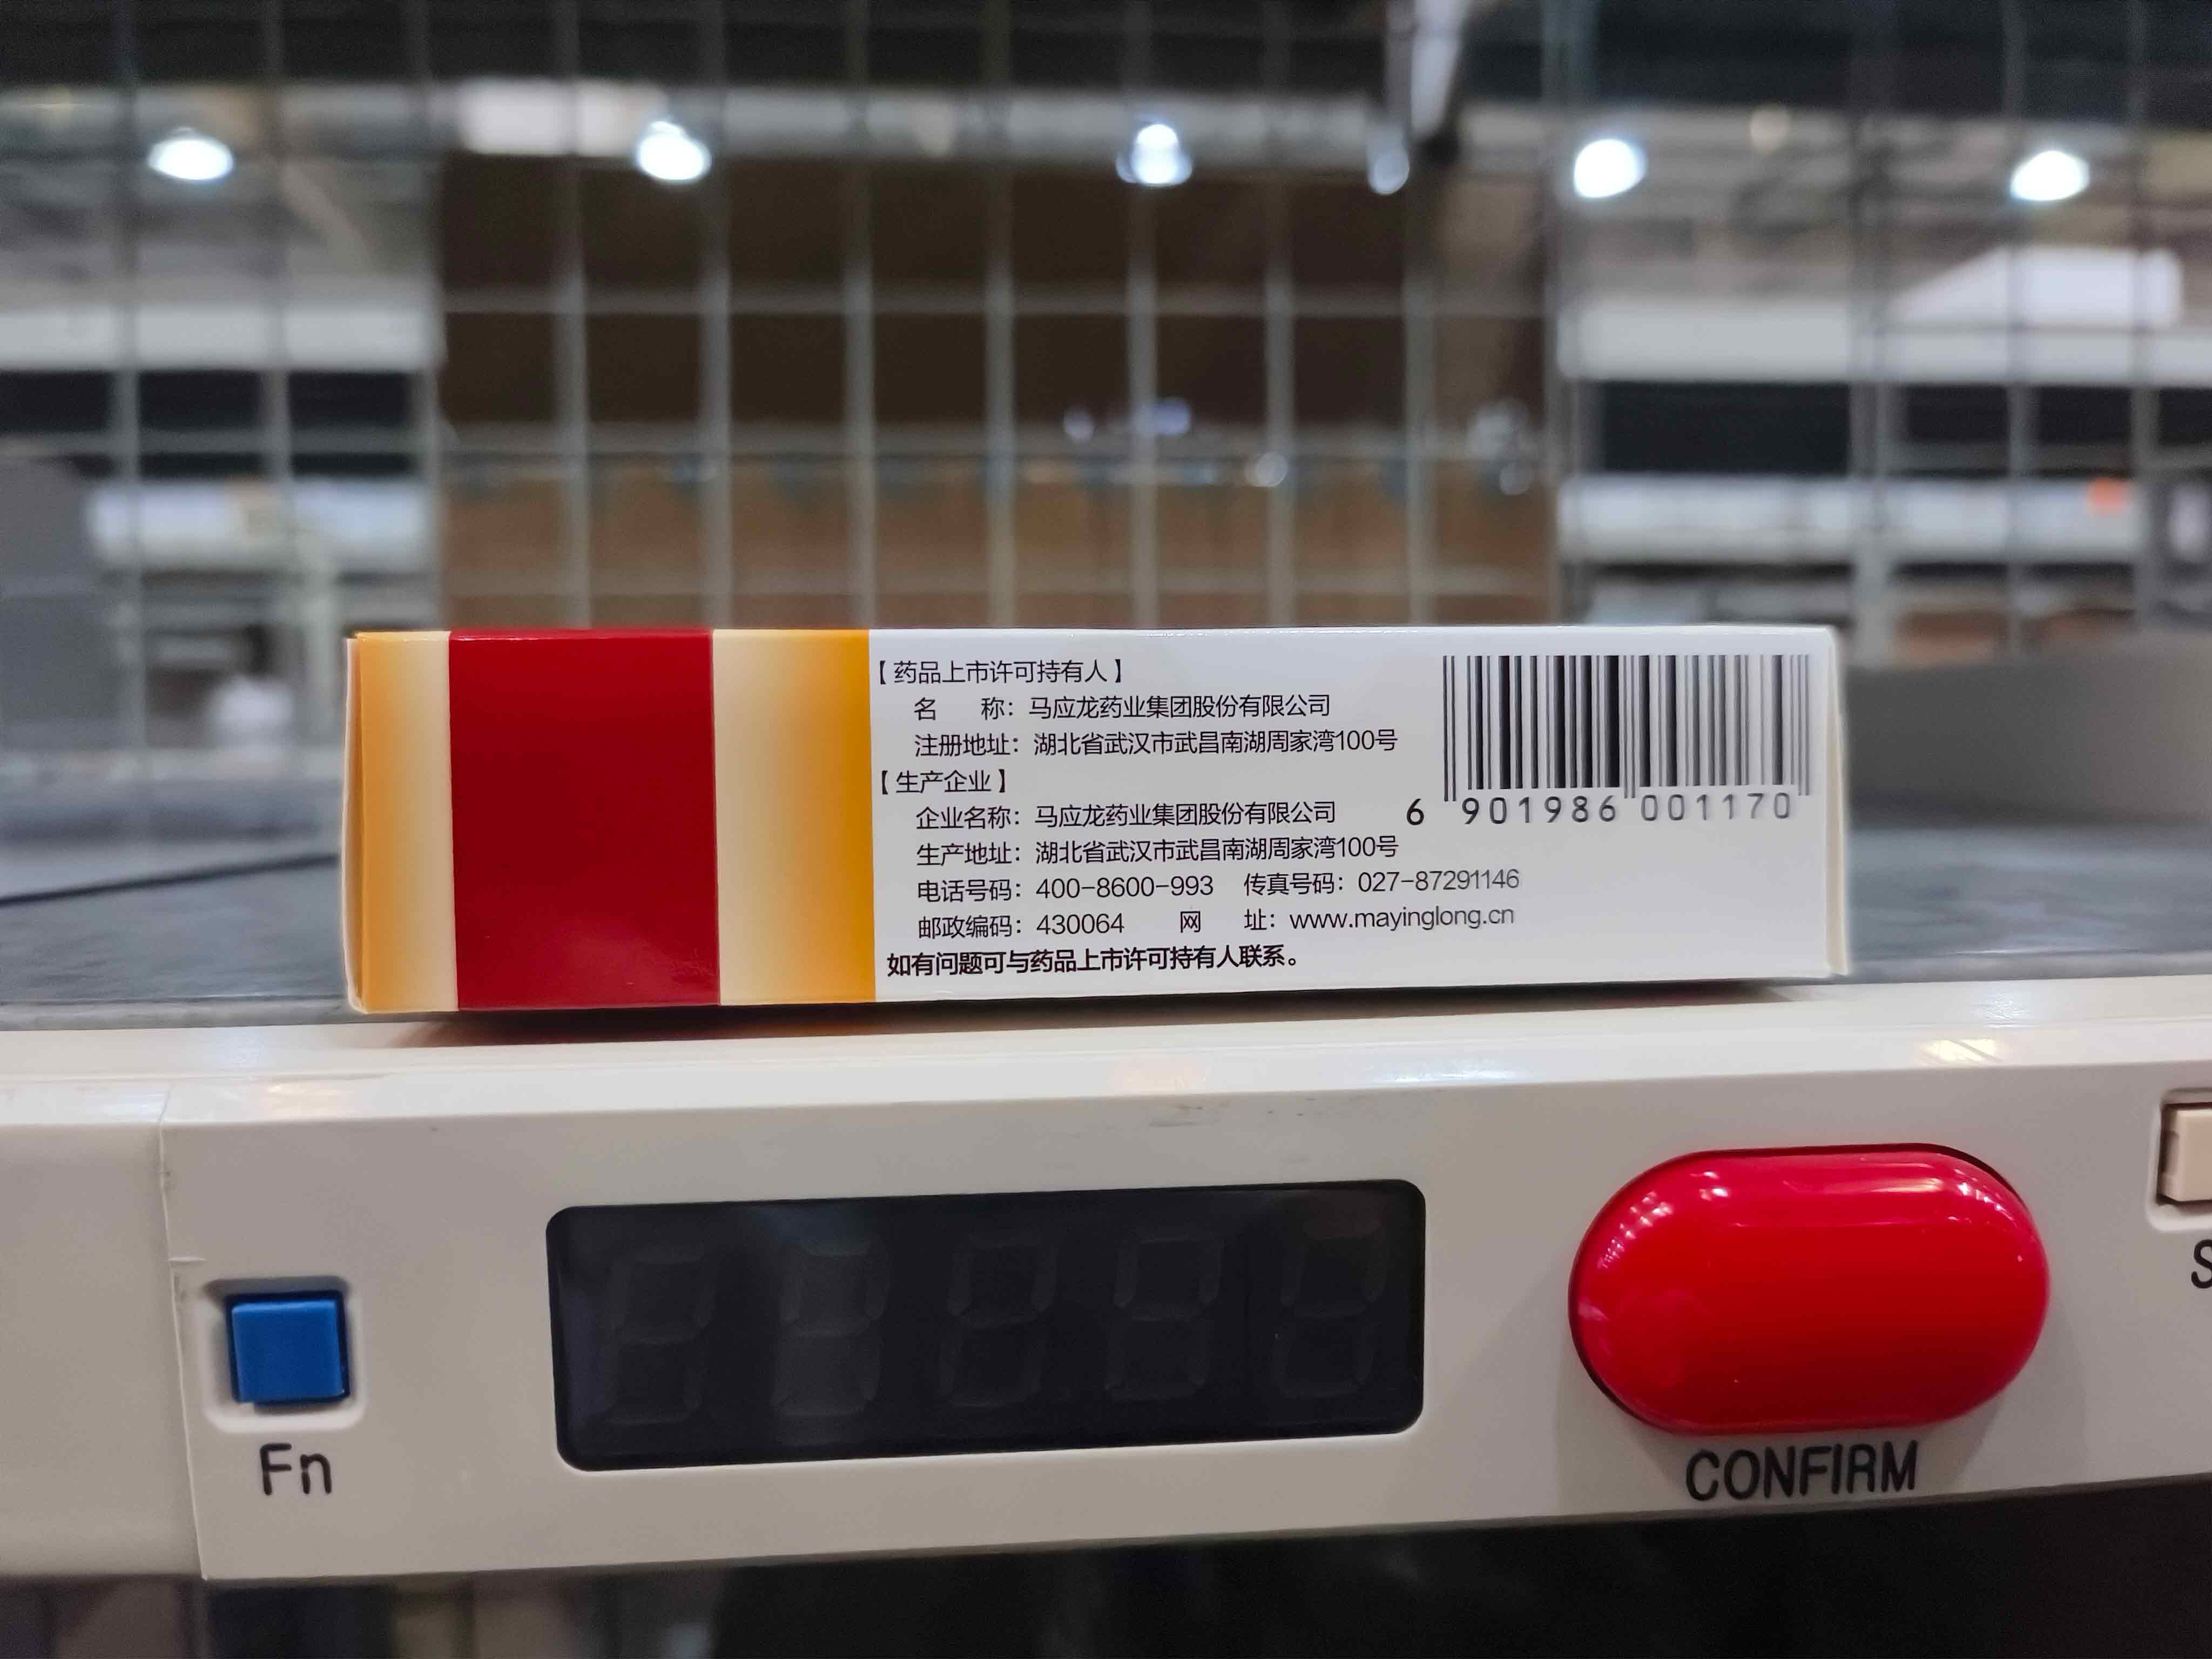 【药品上市许可持有人】
名 称：马应龙药业集团股份有限公司
注册地址：湖北省武汉市武昌南湖周家湾100号
【生产企业】
企业名称：马应龙药业集团股份有限公司
生产地址：湖北省武汉市武昌南湖周家湾100号
电话号码：400-8600-993 传真号码：027-87291146
邮政编码：430064 网 址：www.mayinglong.cn
如有问题可与药品上市许可持有人联系。
6 901986 001170
Fn
CONFIRM